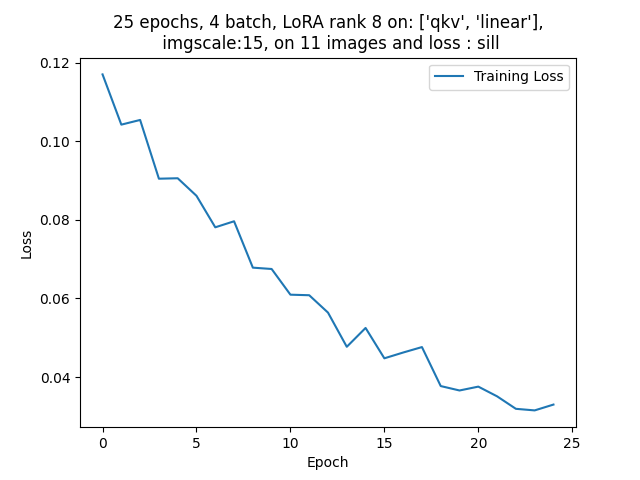 25 epochs, 4 batch, LoRA rank 8 on: ['qkv', 'linear'],
imgscale:15, on 11 images and loss : sill
Training Loss
0.12
0.10
0.08
0.06
0.04
Loss
0 5 10 15 20 25
Epoch